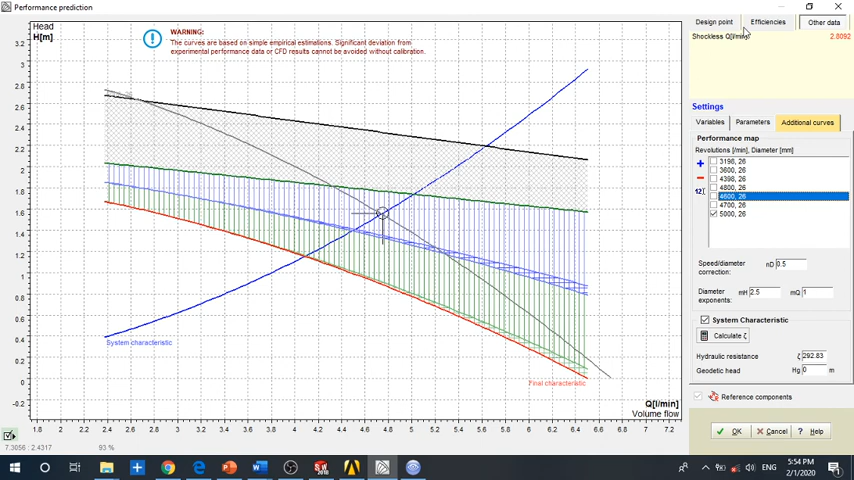 Performance prediction
Head
H[m]
WARNING:
The curves are based on simple empirical estimations. Significant deviation from
experimental performance data or CFD results cannot be avoided without calibration.
3.2
3
2.8
2.6
2.4
2.2
2
1.8
1.6
1.4
1.2
1
0.8
0.6
0.4
0.2
0
System characteristic
Final characteristic
Q[l/min]
Volume flow
1.8 2 2.2 2.4 2.6 2.8 3 3.2 3.4 3.6 3.8 4 4.2 4.4 4.6 4.8 5 5.2 5.4 5.6 5.8 6 6.2 6.4 6.6 6.8 7 7.2
7.3056 : 2.4317 93 %
Design point Efficiencies Other data
Shockless Q[l/min] 2.8092
Settings
Variables Parameters Additional curves
Performance map
Revolutions [/min], Diameter [mm]
3198, 26
3600, 26
4398, 26
4800, 26
4600, 26
4700, 26
5000, 26
Speed/diameter
correction: nD 0.5
Diameter
exponents: mH 2.5 mQ 1
System Characteristic
Calculate ζ
Hydraulic resistance ζ 292.83
Geodetic head Hg 0 m
Reference components
OK Cancel ? Help
ENG
5:54 PM
2/1/2020